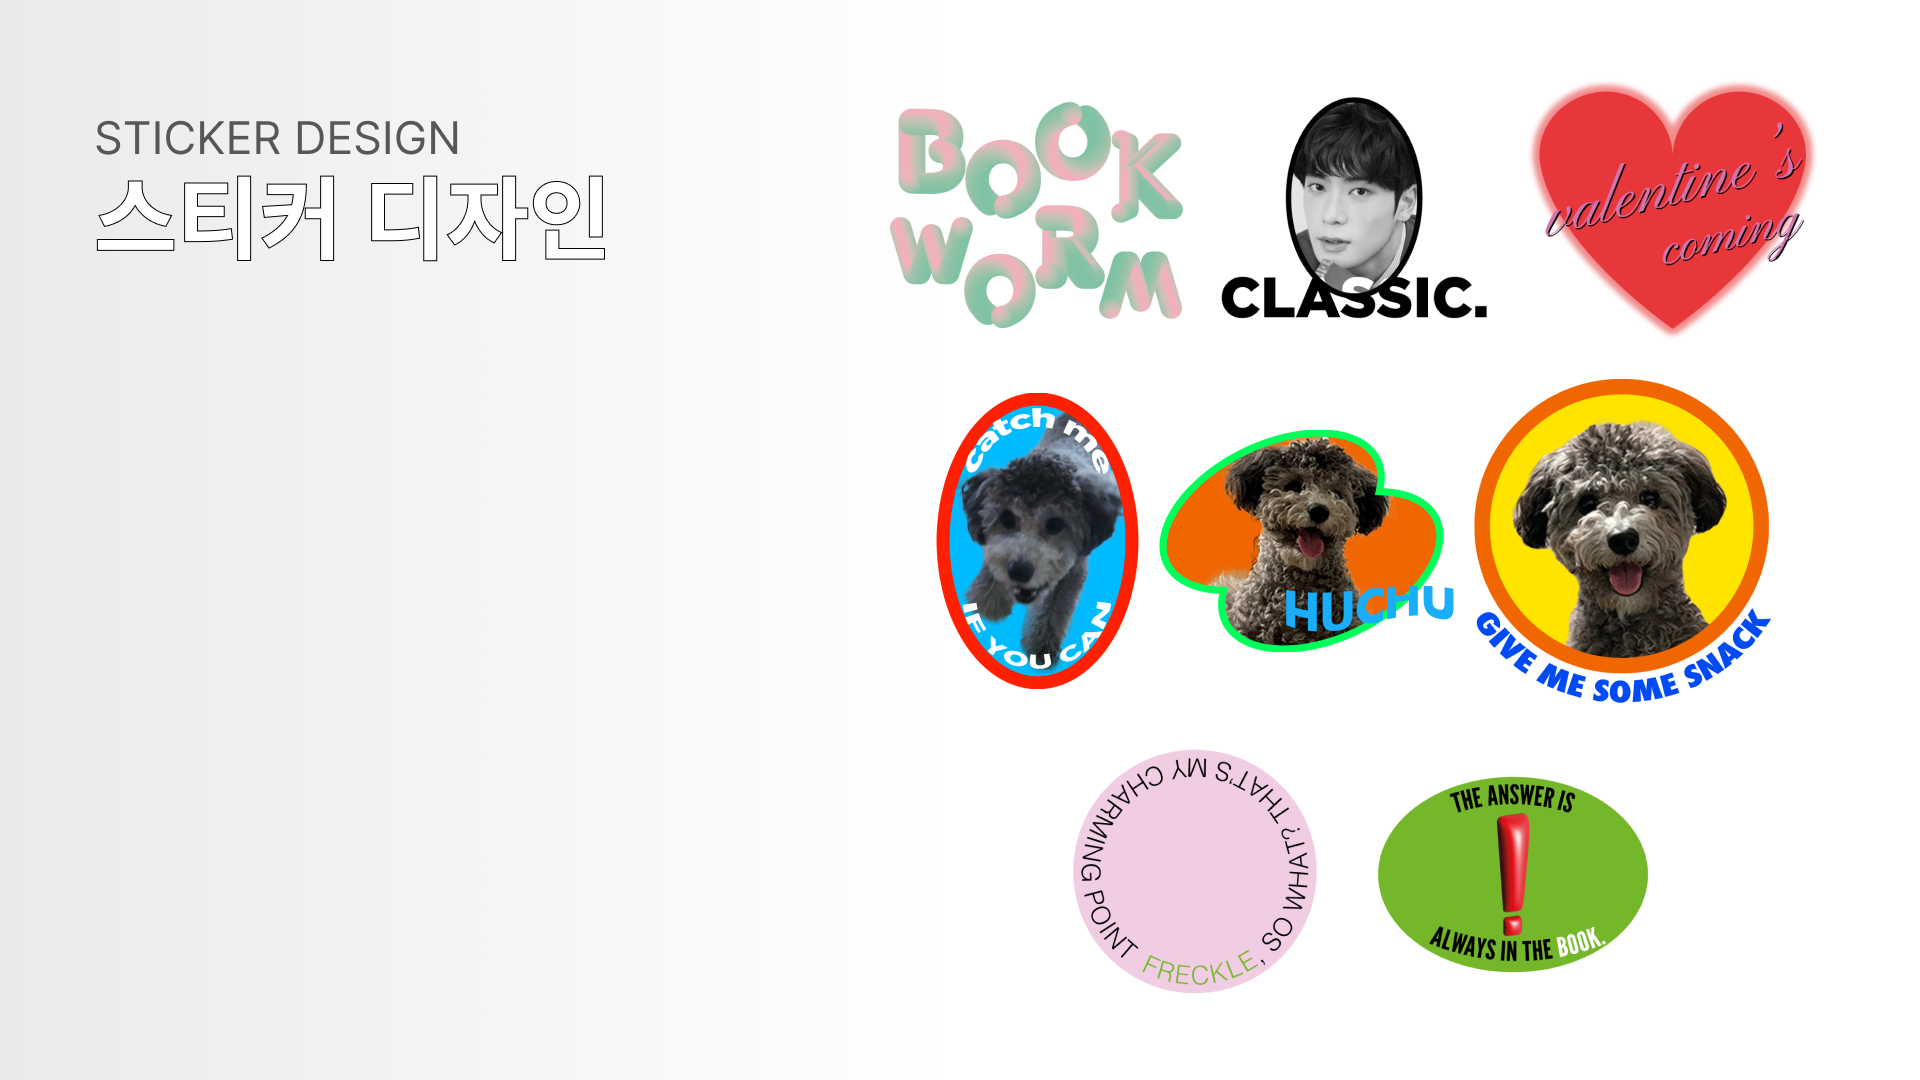 STICKER DESIGN
스티커 디자인
BOOK
WORM
CLASSIC.
valentine's
coming
catch me
IF YOU CAN
HUCHU
GIVE ME SOME SNACK
FRECKLE, SO WHAT? THAT'S MY CHARMING POINT
THE ANSWER IS
!
ALWAYS IN THE BOOK.